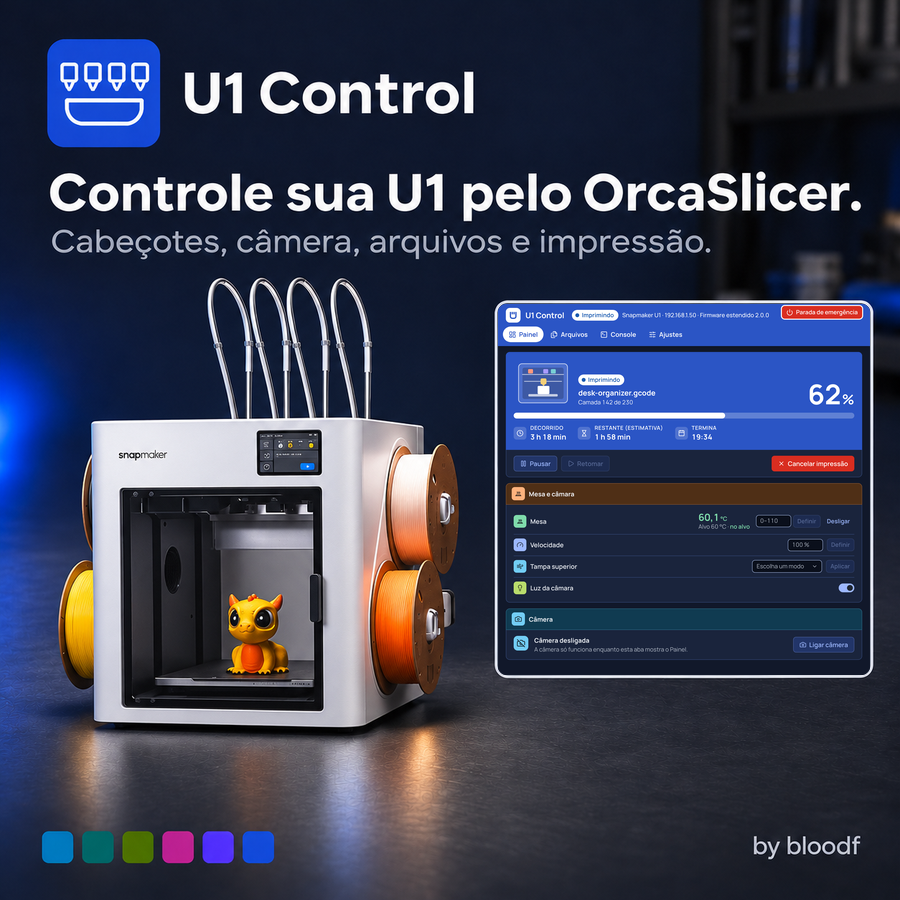 U1 Control
Controle sua U1 pelo OrcaSlicer.
Cabeçotes, câmera, arquivos e impressão.
snapmaker
U1 Control
Imprimindo
Snapmaker U1 · 192.168.1.50 · Firmware estendido 2.0.0
Parada de emergência
Painel
Arquivos
Console
Ajustes
Imprimindo
desk-organizer.gcode
Camada 142 de 230
62%
DECORRIDO
3 h 18 min
RESTANTE (ESTIMATIVA)
1 h 58 min
TERMINA
19:34
Pausar
Retomar
Cancelar impressão
Mesa e câmara
Mesa
60,1 °C
Alvo 60 °C · no alvo
0–110
Definir
Desligar
Velocidade
100 %
Definir
Tampa superior
Escolha um modo
Aplicar
Luz da câmara
Câmera
Câmera desligada
A câmera só funciona enquanto esta aba mostra o Painel.
Ligar câmera
by bloodf